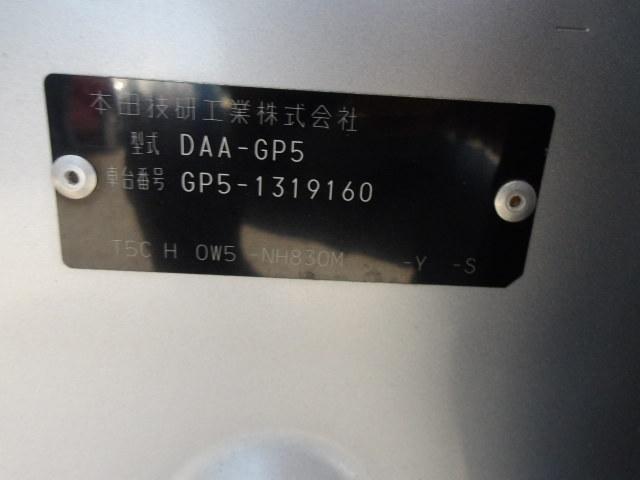 本田技研工業株式会社
型式 DAA-GP5
車台番号 GP5-1319160
T5C H 0W5 -NH830M -Y -S